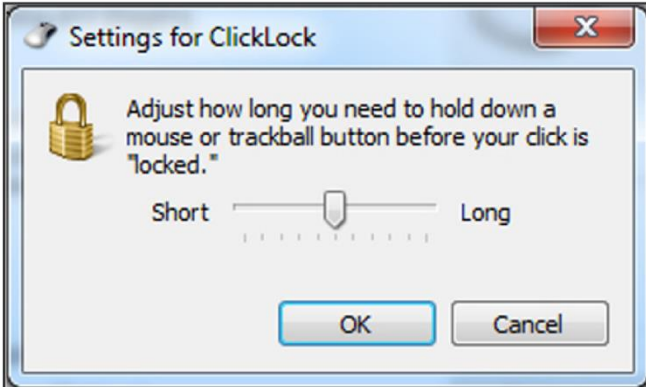 Settings for ClickLock
Adjust how long you need to hold down a
mouse or trackball button before your click is
"locked."
Short Long
OK Cancel